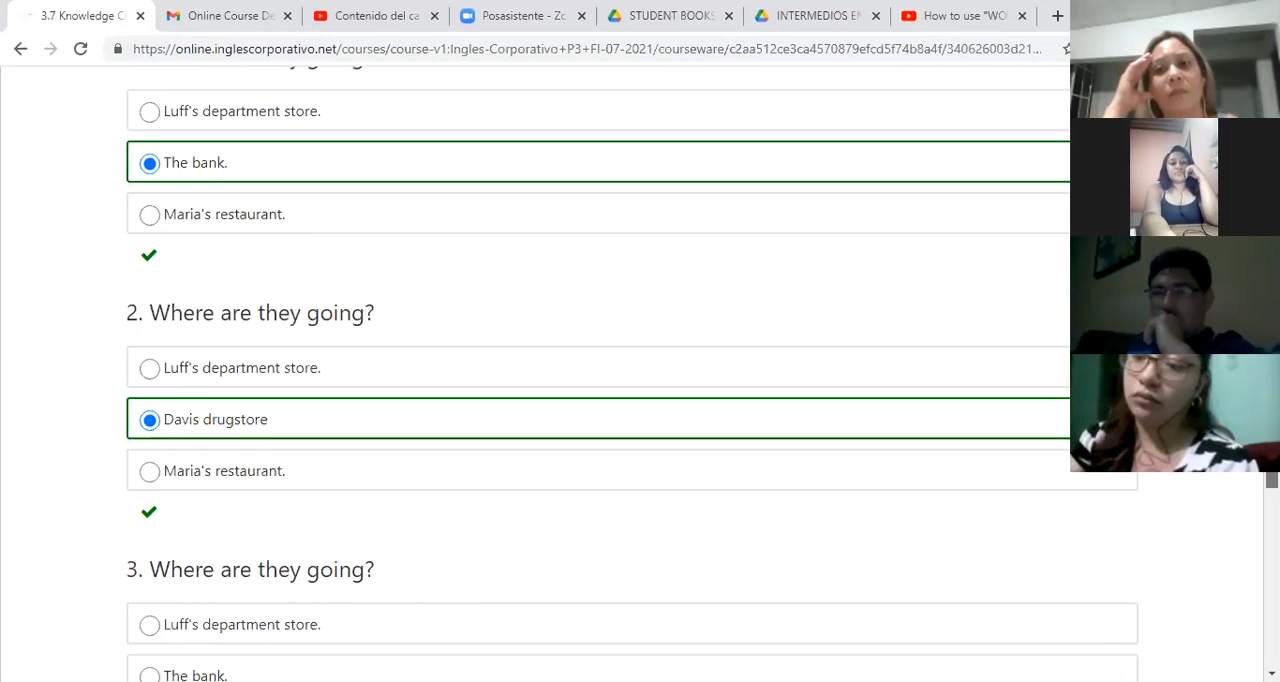 3.7 Knowledge C
Online Course De
Contenido del ca
Posasistente - Zo
STUDENT BOOKS
INTERMEDIOS EN
How to use "WO
https://online.inglescorporativo.net/courses/course-v1:Ingles-Corporativo+P3+FI-07-2021/courseware/c2aa512ce3ca4570879efcd5f74b8a4f/340626003d21...
Luff's department store.
The bank.
Maria's restaurant.
2. Where are they going?
Luff's department store.
Davis drugstore
Maria's restaurant.
3. Where are they going?
Luff's department store.
The bank.